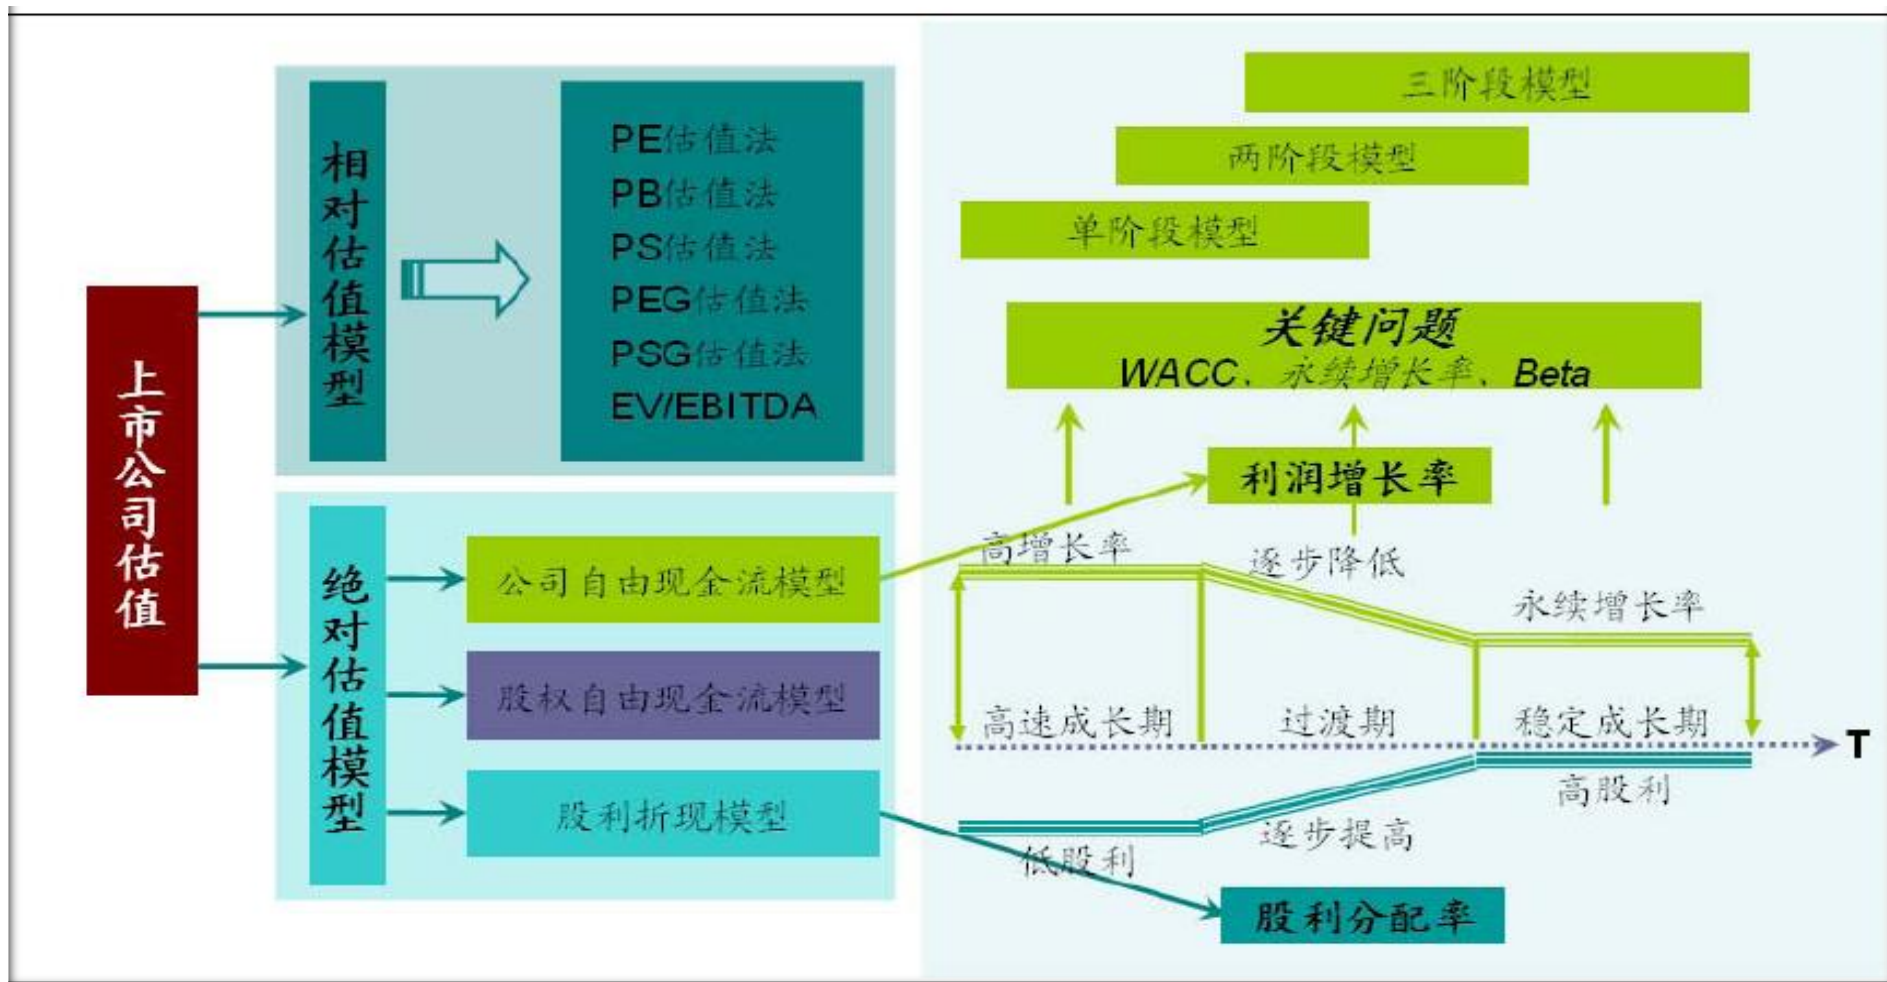 上市公司估值
相对估值模型
PE估值法
PB估值法
PS估值法
PEG估值法
PSG估值法
EV/EBITDA
绝对估值模型
公司自由现金流模型
股权自由现金流模型
股利折现模型
三阶段模型
两阶段模型
单阶段模型
关键问题
WACC、永续增长率、Beta
利润增长率
高增长率
逐步降低
永续增长率
高速成长期
过渡期
稳定成长期
T
高股利
逐步提高
低股利
股利分配率